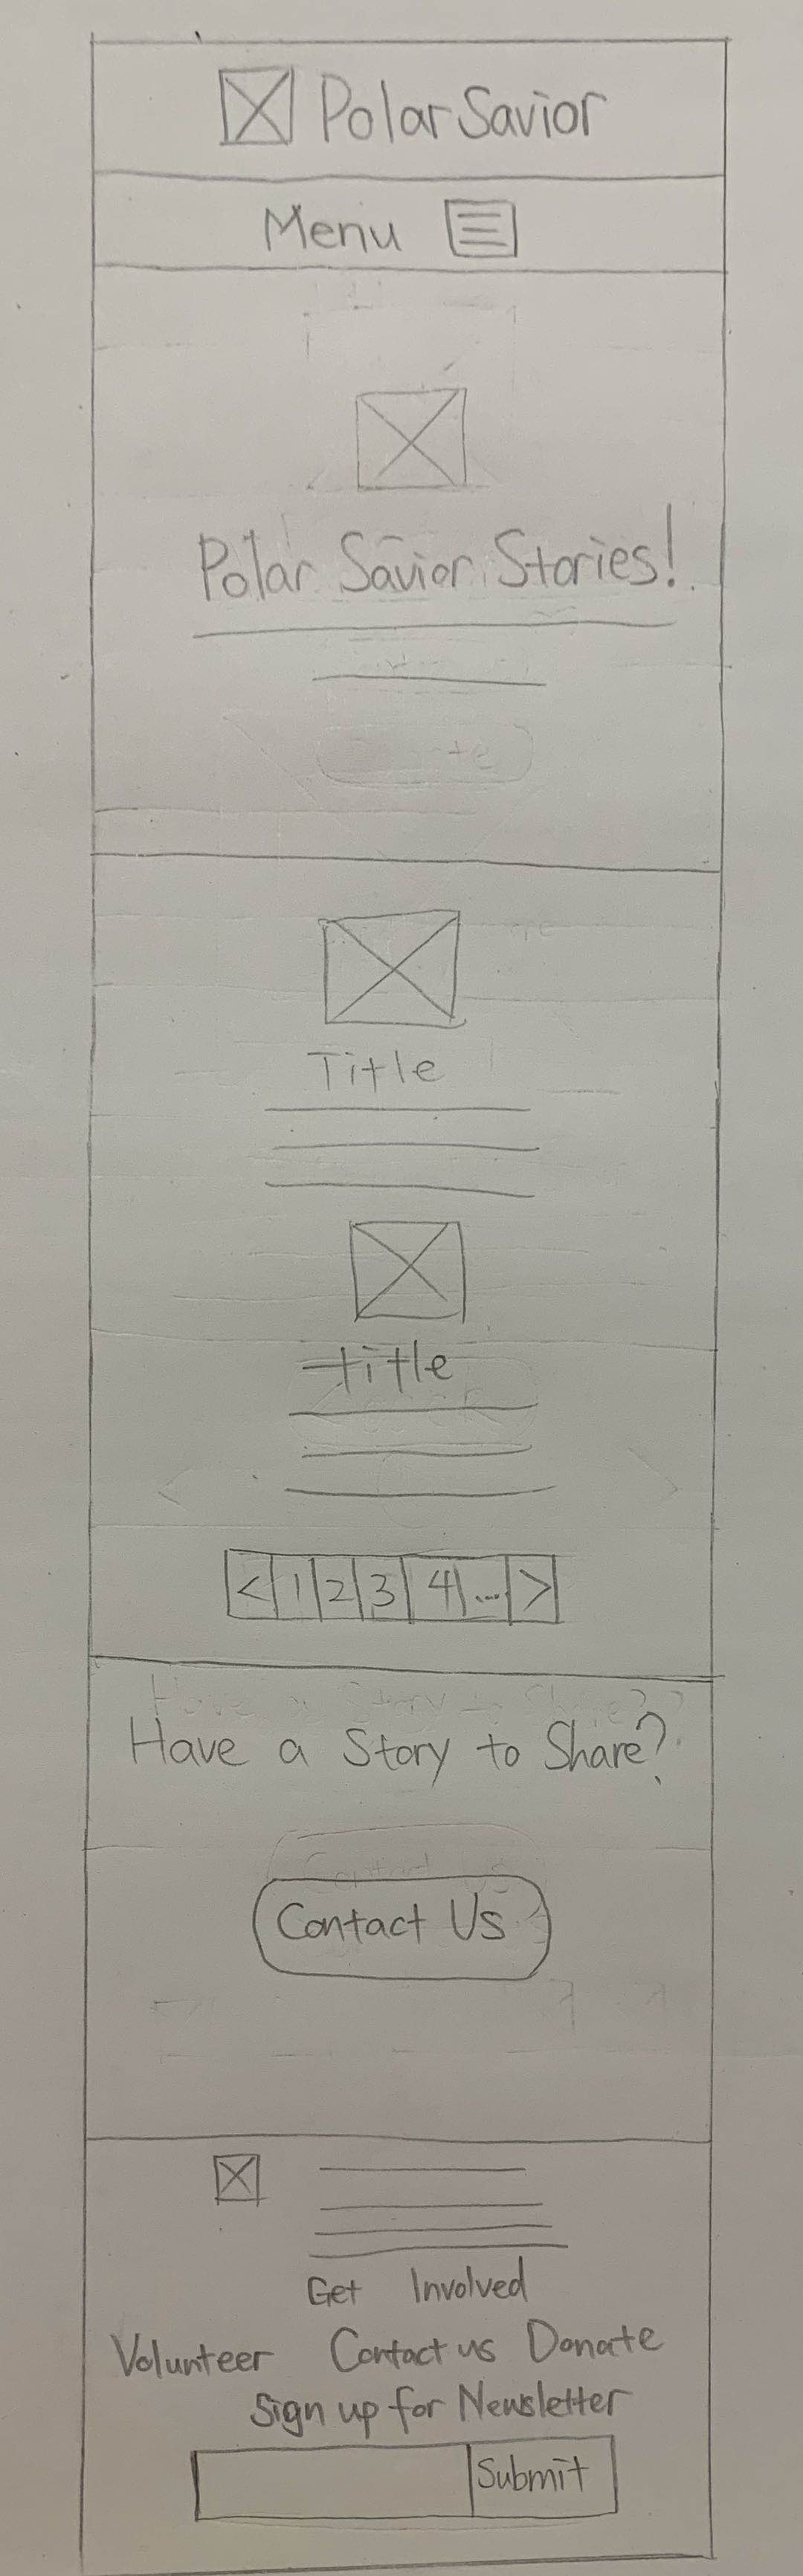 Polar Savior
Menu
Polar Savior Stories!
Title
title
< 1 2 3 4 ... >
Have a Story to Share?
Contact Us
Get Involved
Volunteer Contact us Donate
Sign up for Newsletter
Submit